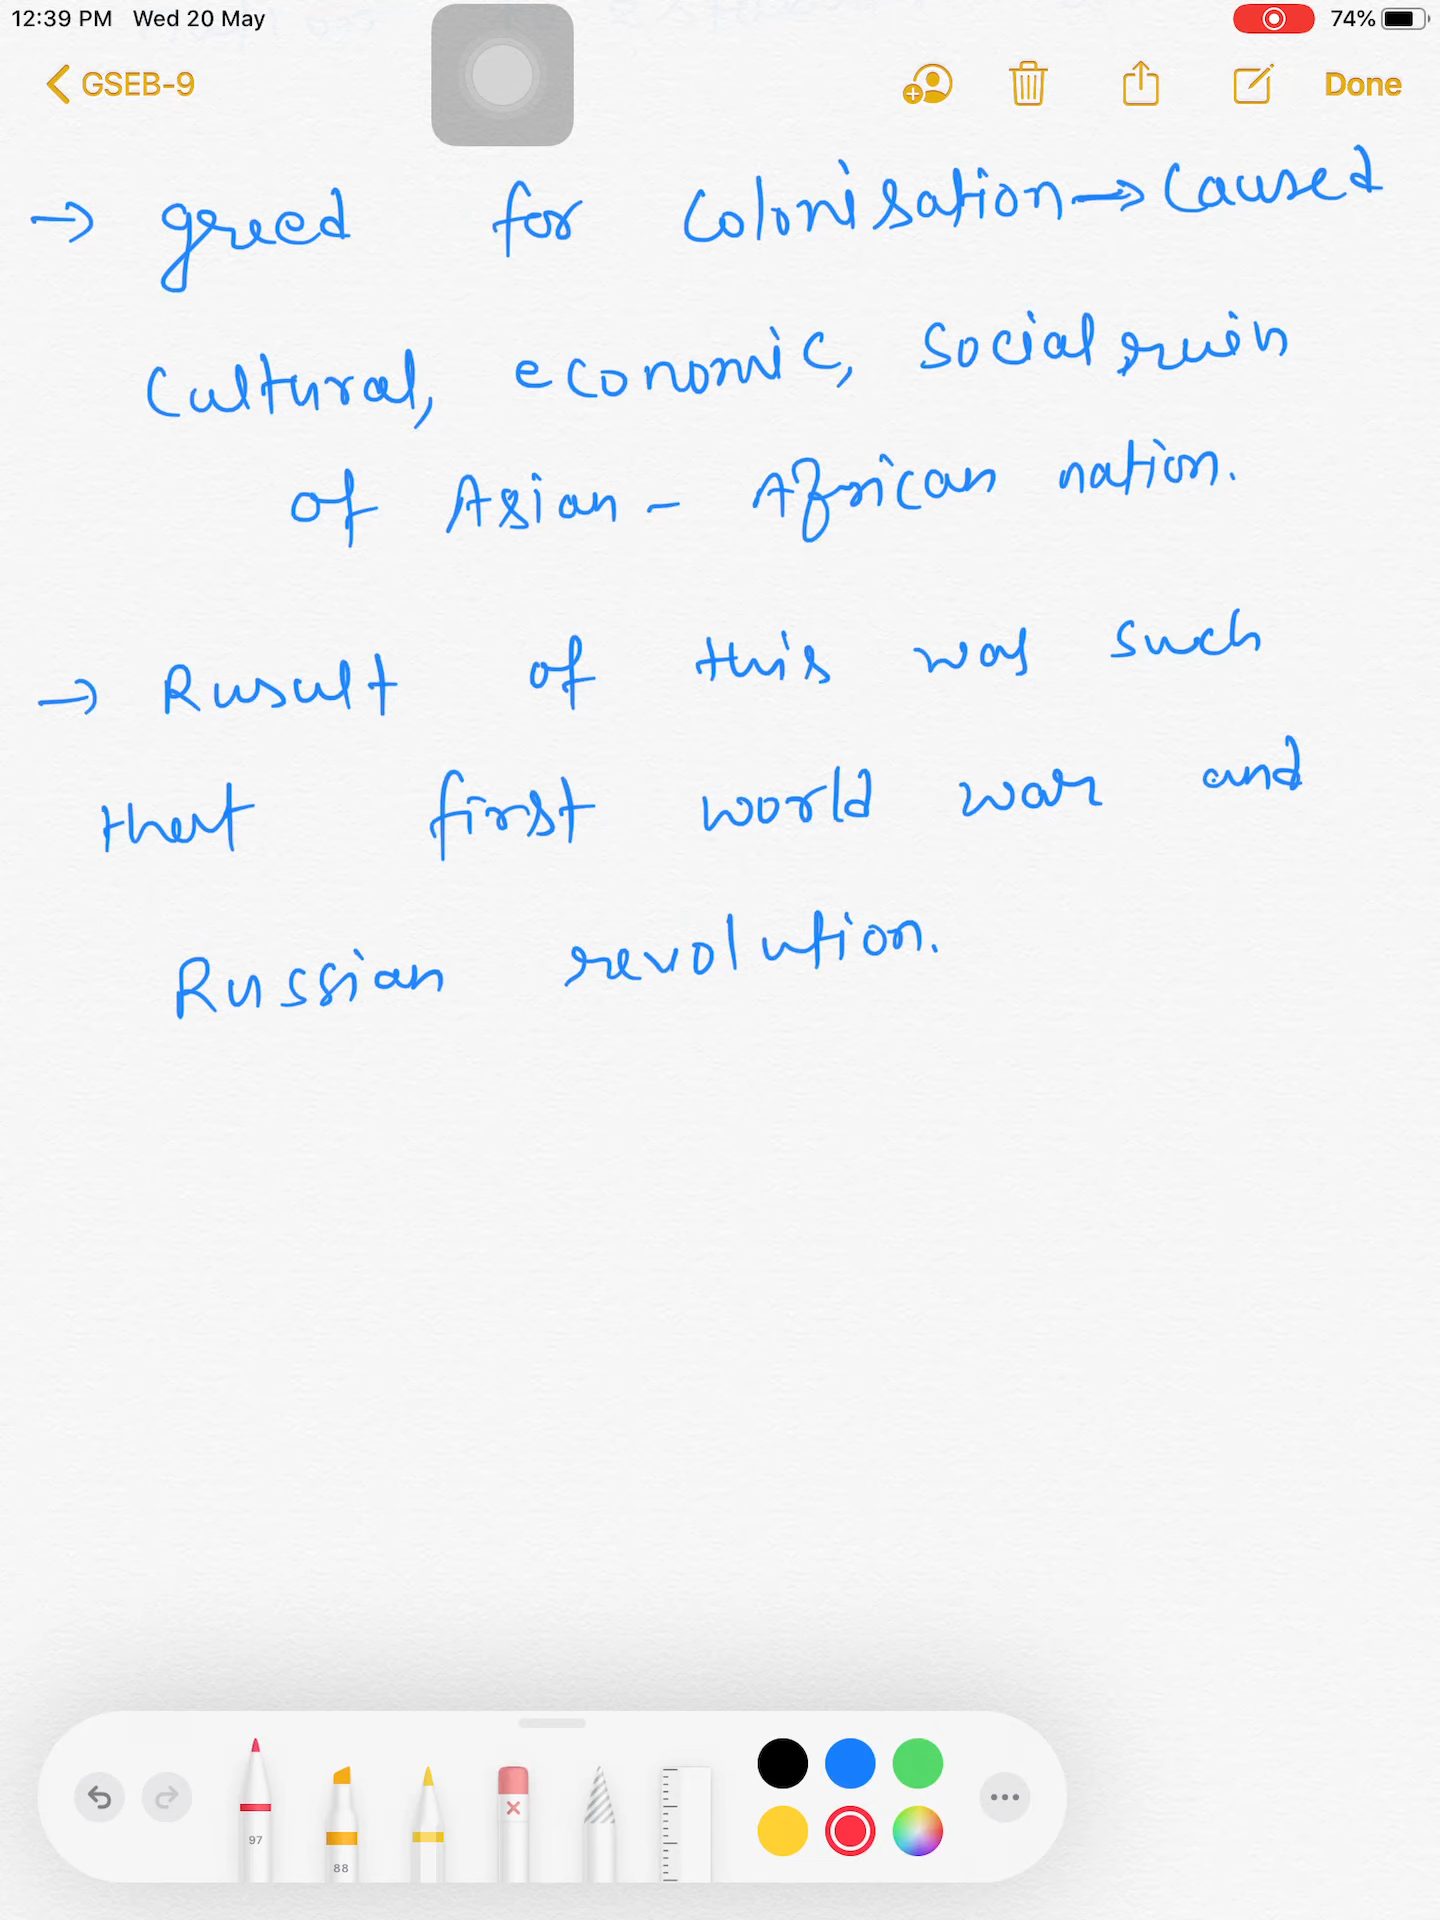 12:39 PM Wed 20 May
74%
GSEB-9
Done
→ greed for Colonisation → Caused
Cultural, economic, Social ruin
of Asian - African nation.
→ Rusult of this was such
that first world war and
Russian revolution.
97
88